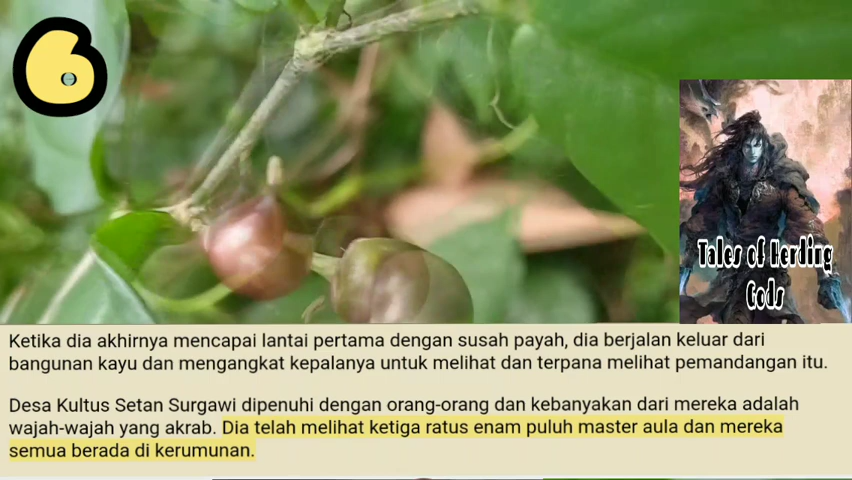 6
Tales of Herding
Gods
Ketika dia akhirnya mencapai lantai pertama dengan susah payah, dia berjalan keluar dari
bangunan kayu dan mengangkat kepalanya untuk melihat dan terpana melihat pemandangan itu.
Desa Kultus Setan Surgawi dipenuhi dengan orang-orang dan kebanyakan dari mereka adalah
wajah-wajah yang akrab. Dia telah melihat ketiga ratus enam puluh master aula dan mereka
semua berada di kerumunan.